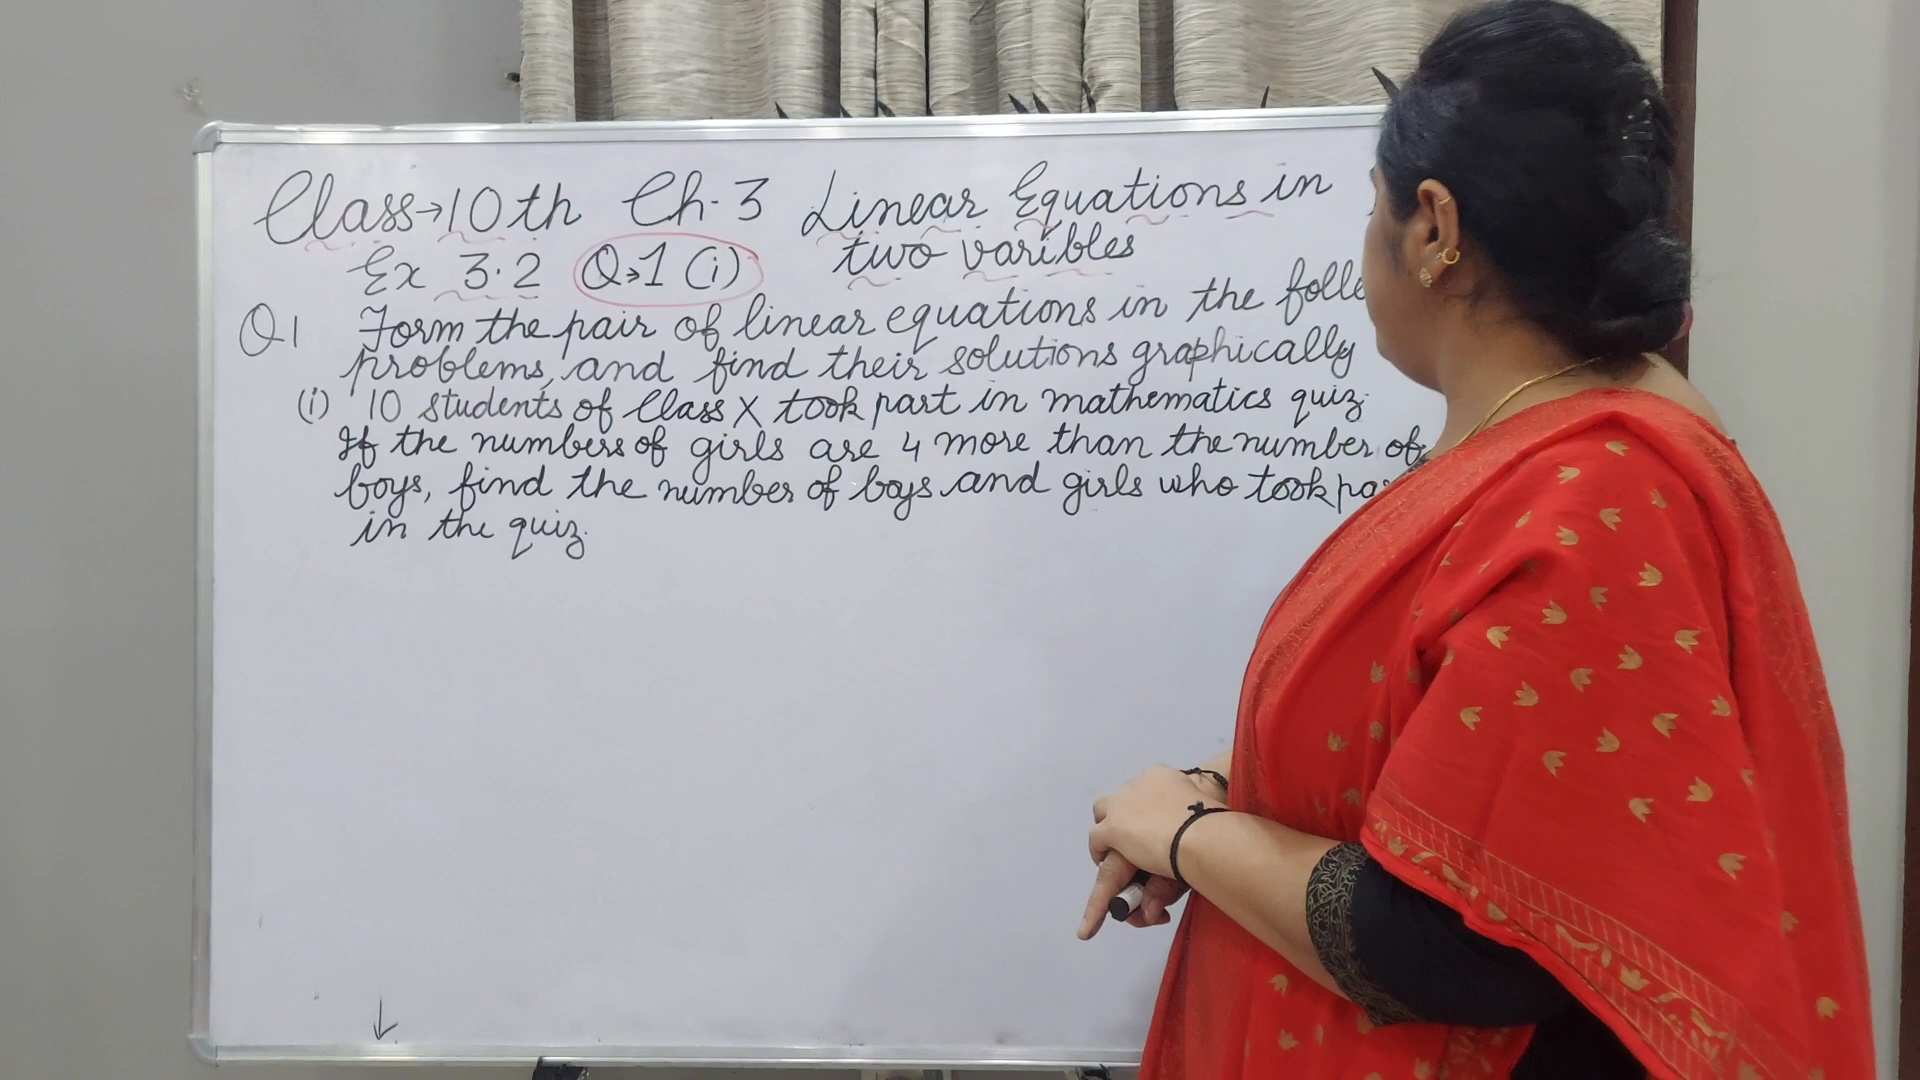 Class→10th Ch-3 Linear Equations in
two varibles
Ex 3.2 Q→1 (i)
Q1 Form the pair of linear equations in the
problems, and find their solutions graphically
(i) 10 students of Class X took part in mathematics quiz.
If the numbers of girls are 4 more than the number of
boys, find the number of boys and girls who took
in the quiz.